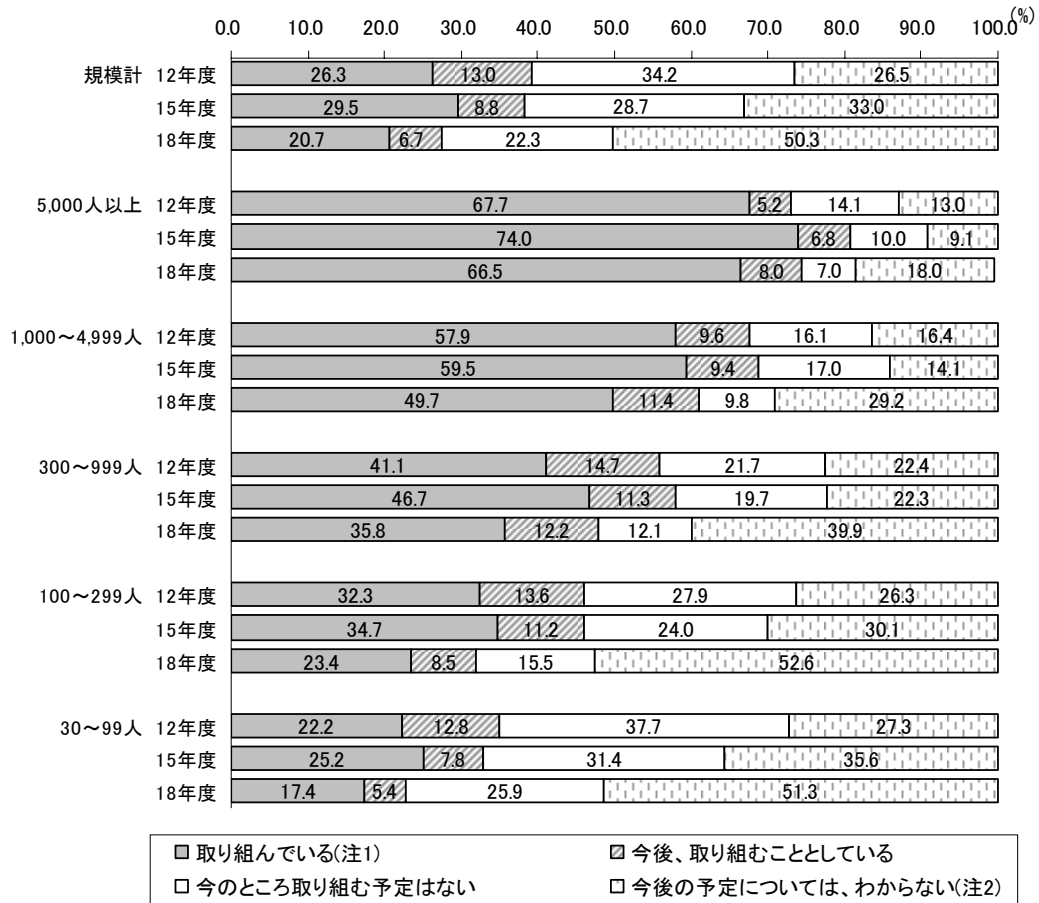 (%)
0.0 10.0 20.0 30.0 40.0 50.0 60.0 70.0 80.0 90.0 100.0
規模計 12年度 26.3 13.0 34.2 26.5
15年度 29.5 8.8 28.7 33.0
18年度 20.7 6.7 22.3 50.3
5,000人以上 12年度 67.7 5.2 14.1 13.0
15年度 74.0 6.8 10.0 9.1
18年度 66.5 8.0 7.0 18.0
1,000～4,999人 12年度 57.9 9.6 16.1 16.4
15年度 59.5 9.4 17.0 14.1
18年度 49.7 11.4 9.8 29.2
300～999人 12年度 41.1 14.7 21.7 22.4
15年度 46.7 11.3 19.7 22.3
18年度 35.8 12.2 12.1 39.9
100～299人 12年度 32.3 13.6 27.9 26.3
15年度 34.7 11.2 24.0 30.1
18年度 23.4 8.5 15.5 52.6
30～99人 12年度 22.2 12.8 37.7 27.3
15年度 25.2 7.8 31.4 35.6
18年度 17.4 5.4 25.9 51.3
取り組んでいる(注1) 今後、取り組むこととしている
今のところ取り組む予定はない 今後の予定については、わからない(注2)